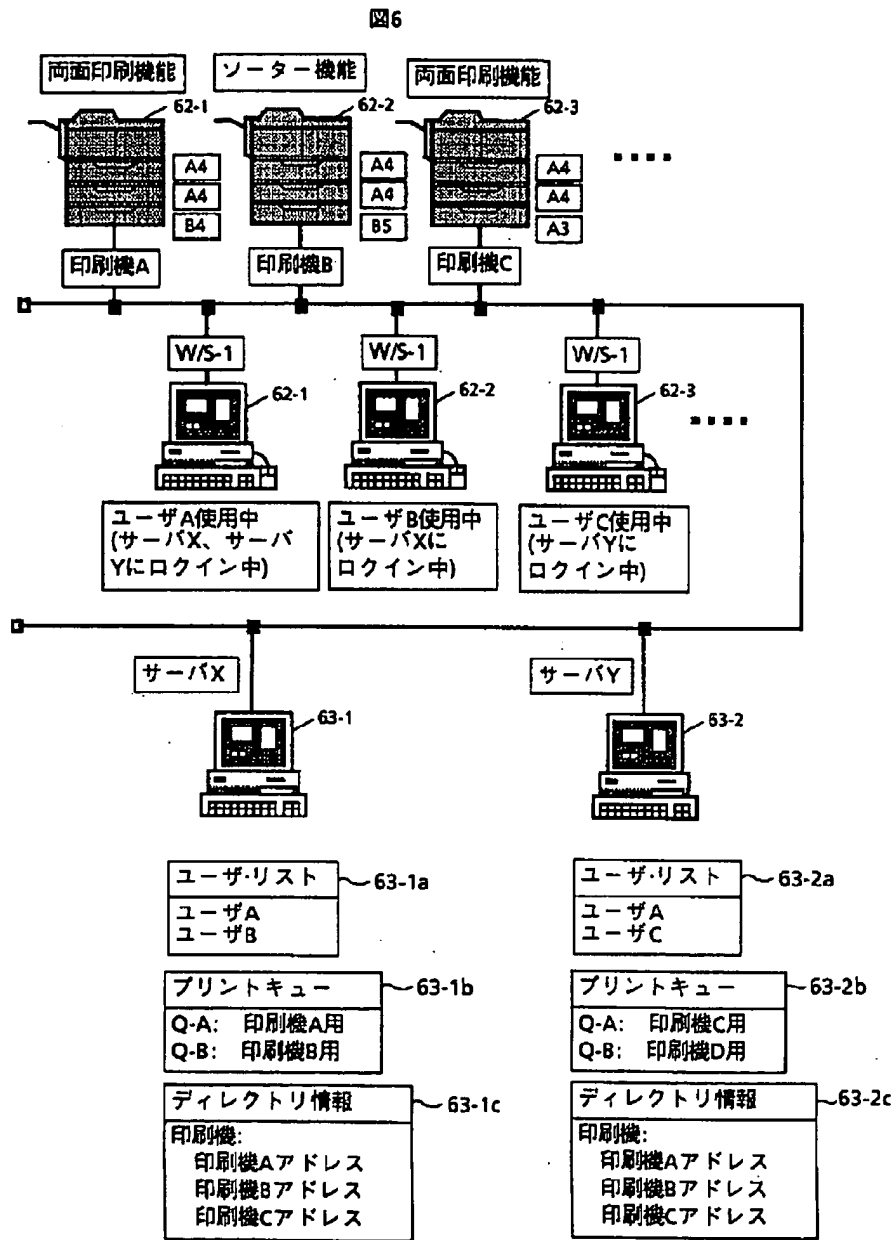 図6
両面印刷機能
ソーター機能
両面印刷機能
62-1
62-2
62-3
A4
A4
B4
A4
A4
B5
A4
A4
A3
印刷機A
印刷機B
印刷機C
W/S-1
W/S-1
W/S-1
62-1
62-2
62-3
ユーザA使用中
(サーバX、サーバ
Yにロクイン中)
ユーザB使用中
(サーバXに
ロクイン中)
ユーザC使用中
(サーバYに
ロクイン中)
サーバX
サーバY
63-1
63-2
ユーザ・リスト
63-1a
ユーザA
ユーザB
ユーザ・リスト
63-2a
ユーザA
ユーザC
プリントキュー
63-1b
Q-A: 印刷機A用
Q-B: 印刷機B用
プリントキュー
63-2b
Q-A: 印刷機C用
Q-B: 印刷機D用
ディレクトリ情報
63-1c
印刷機:
印刷機Aアドレス
印刷機Bアドレス
印刷機Cアドレス
ディレクトリ情報
63-2c
印刷機:
印刷機Aアドレス
印刷機Bアドレス
印刷機Cアドレス